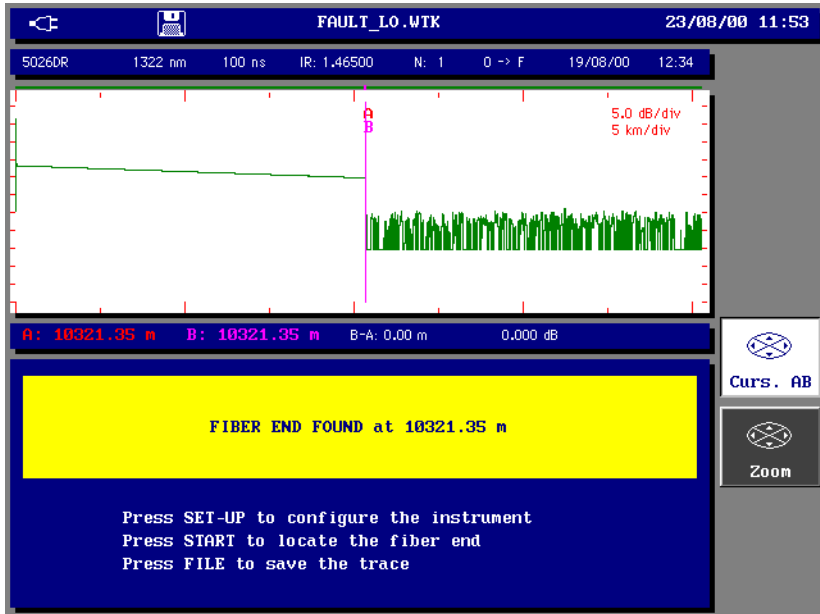 FAULT_LO.WTK 23/08/00 11:53
5026DR 1322 nm 100 ns IR: 1.46500 N: 1 0 -> F 19/08/00 12:34
A
B
5.0 dB/div
5 km/div
A: 10321.35 m B: 10321.35 m B-A: 0.00 m 0.000 dB
Curs. AB
FIBER END FOUND at 10321.35 m
Zoom
Press SET-UP to configure the instrument
Press START to locate the fiber end
Press FILE to save the trace